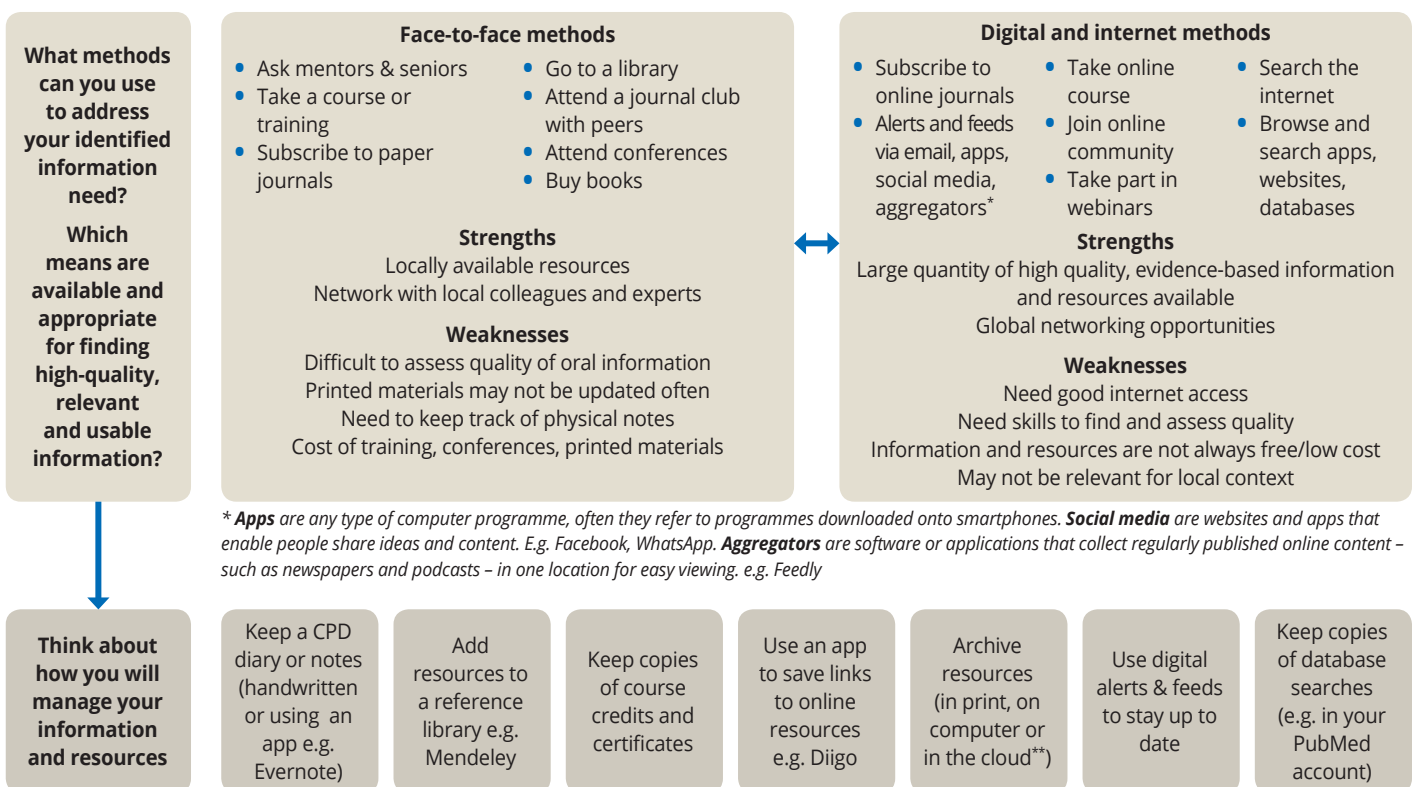 What methods
can you use
to address
your identified
information
need?
Which
means are
available and
appropriate
for finding
high-quality,
relevant
and usable
information?
Face-to-face methods
• Ask mentors & seniors
• Take a course or
training
• Subscribe to paper
journals
• Go to a library
• Attend a journal club
with peers
• Attend conferences
• Buy books
Strengths
Locally available resources
Network with local colleagues and experts
Weaknesses
Difficult to assess quality of oral information
Printed materials may not be updated often
Need to keep track of physical notes
Cost of training, conferences, printed materials
Digital and internet methods
• Subscribe to
online journals
• Alerts and feeds
via email, apps,
social media,
aggregators*
• Take online
course
• Join online
community
• Take part in
webinars
• Search the
internet
• Browse and
search apps,
websites,
databases
Strengths
Large quantity of high quality, evidence-based information
and resources available
Global networking opportunities
Weaknesses
Need good internet access
Need skills to find and assess quality
Information and resources are not always free/low cost
May not be relevant for local context
* Apps are any type of computer programme, often they refer to programmes downloaded onto smartphones. Social media are websites and apps that
enable people share ideas and content. E.g. Facebook, WhatsApp. Aggregators are software or applications that collect regularly published online content –
such as newspapers and podcasts – in one location for easy viewing. e.g. Feedly
Think about
how you will
manage your
information
and resources
Keep a CPD
diary or notes
(handwritten
or using an
app e.g.
Evernote)
Add
resources to
a reference
library e.g.
Mendeley
Keep copies
of course
credits and
certificates
Use an app
to save links
to online
resources
e.g. Diigo
Archive
resources
(in print, on
computer or
in the cloud**)
Use digital
alerts & feeds
to stay up to
date
Keep copies
of database
searches
(e.g. in your
PubMed
account)